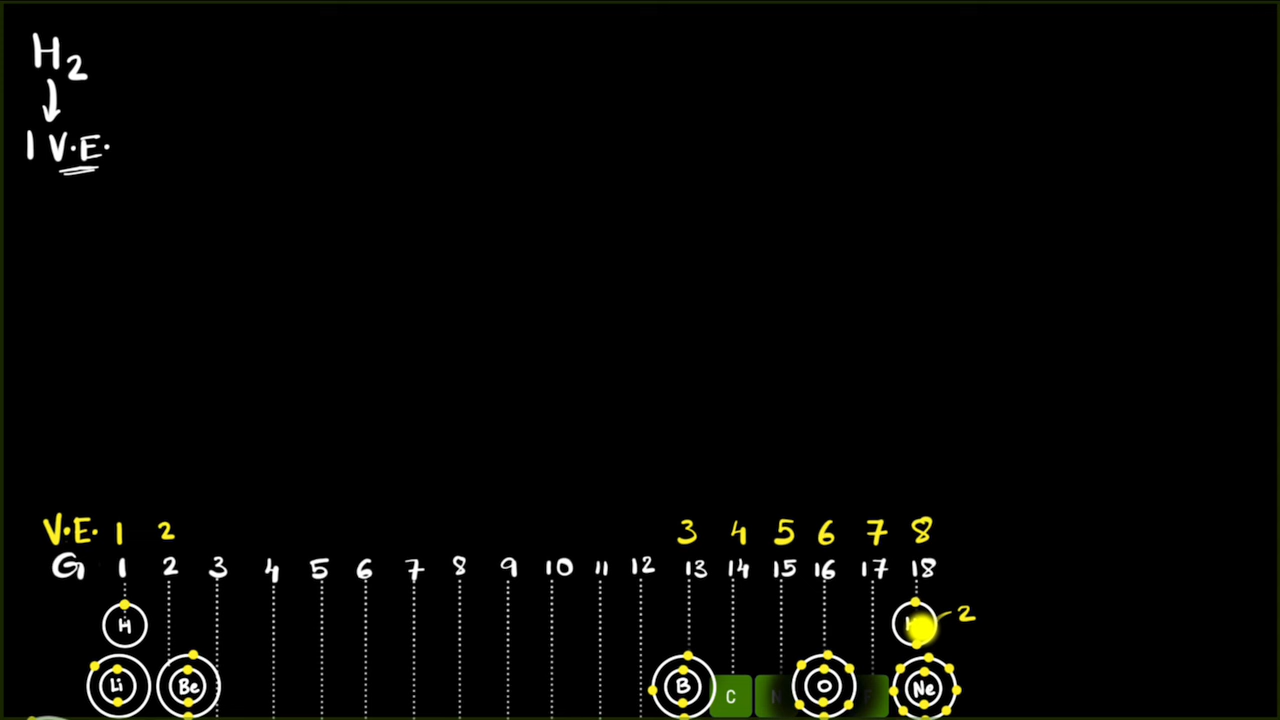 H2
1 V.E.
V.E. 1 2 3 4 5 6 7 8
G 1 2 3 4 5 6 7 8 9 10 11 12 13 14 15 16 17 18
H 2
Li Be B C N O Ne